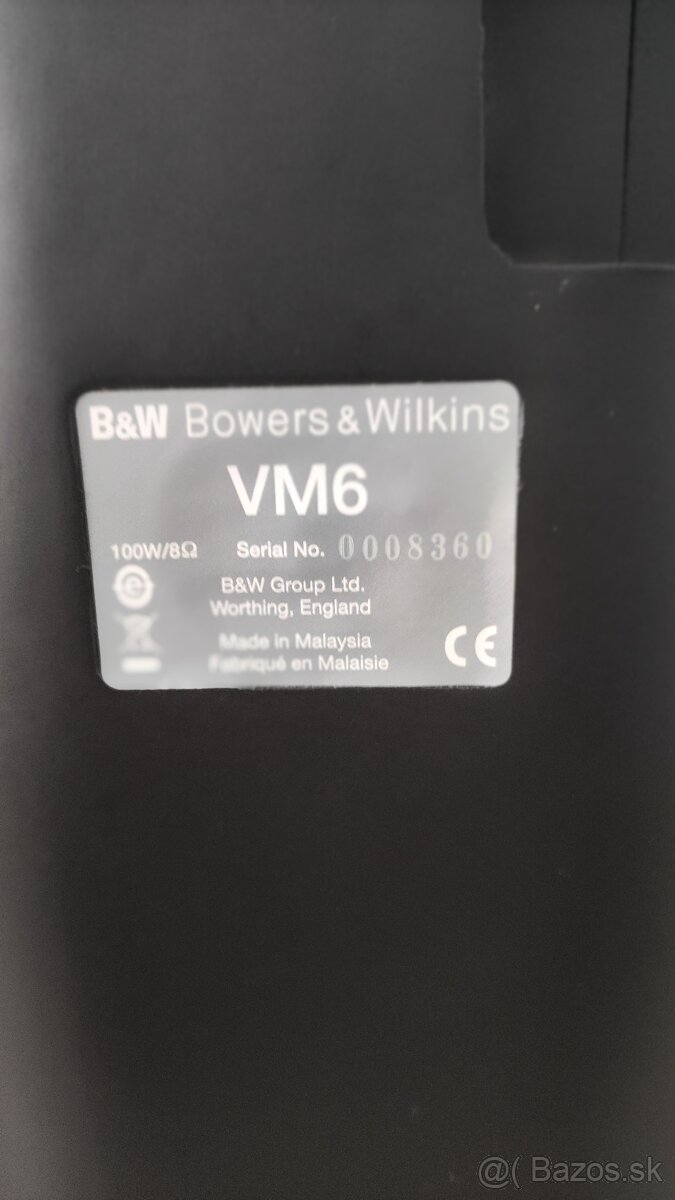 B&W Bowers & Wilkins
VM6
100W/8Ω Serial No. 0008360
B&W Group Ltd.
Worthing, England
Made in Malaysia
Fabriqué en Malaisie
CE
@( Bazos.sk